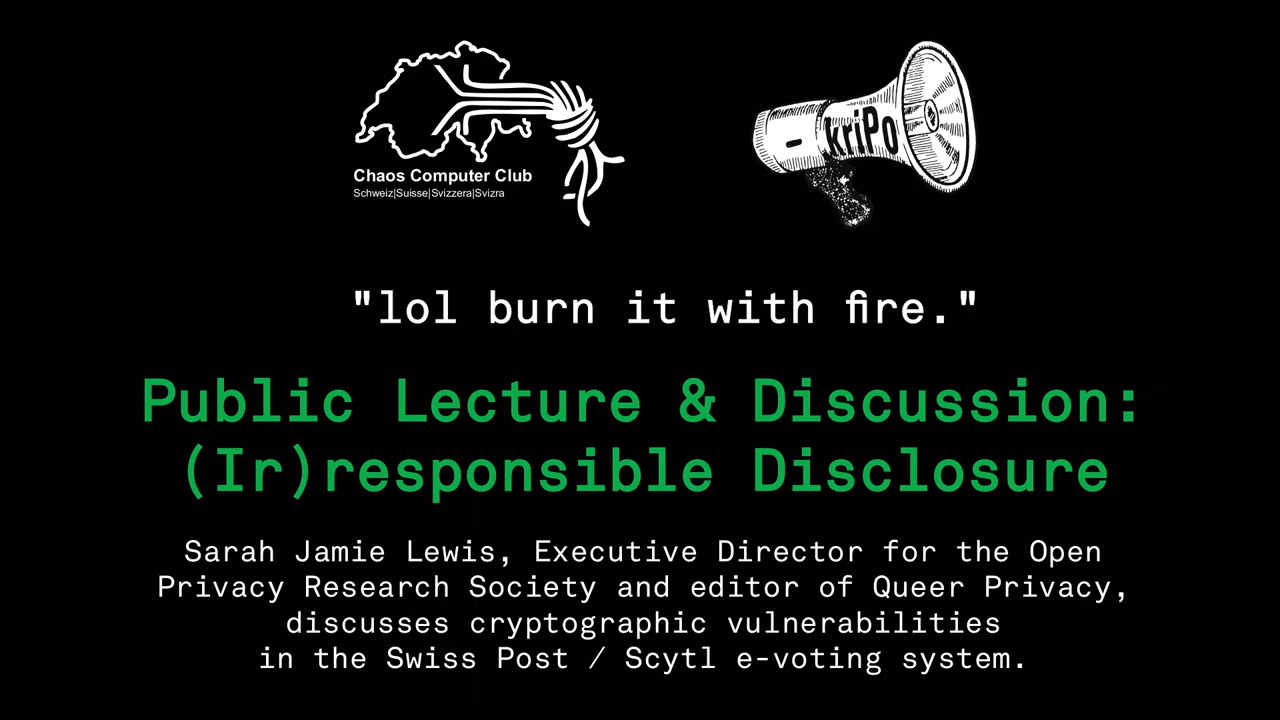 Chaos Computer Club
Schweiz|Suisse|Svizzera|Svizra
kriPo
"lol burn it with fire."
Public Lecture & Discussion:
(Ir)responsible Disclosure
Sarah Jamie Lewis, Executive Director for the Open
Privacy Research Society and editor of Queer Privacy,
discusses cryptographic vulnerabilities
in the Swiss Post / Scytl e-voting system.